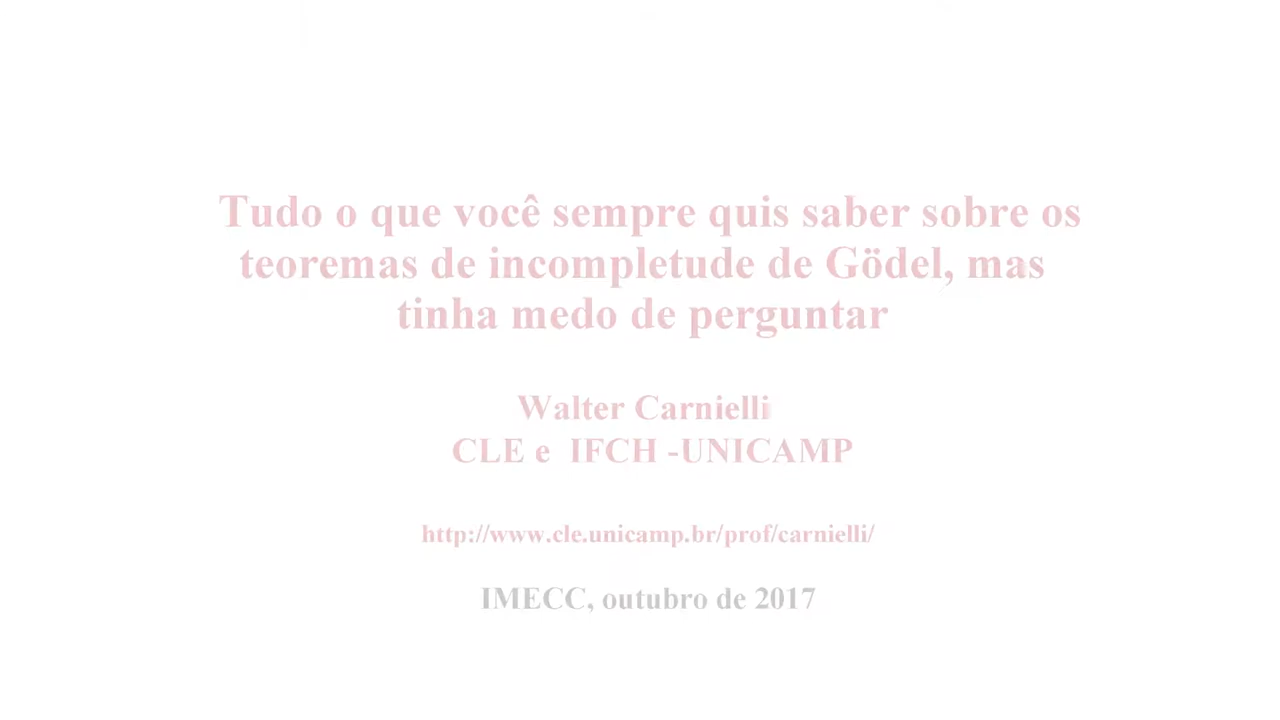 Tudo o que você sempre quis saber sobre os
teoremas de incompletude de Gödel, mas
tinha medo de perguntar
Walter Carnielli
CLE e IFCH -UNICAMP
http://www.cle.unicamp.br/prof/carnielli/
IMECC, outubro de 2017